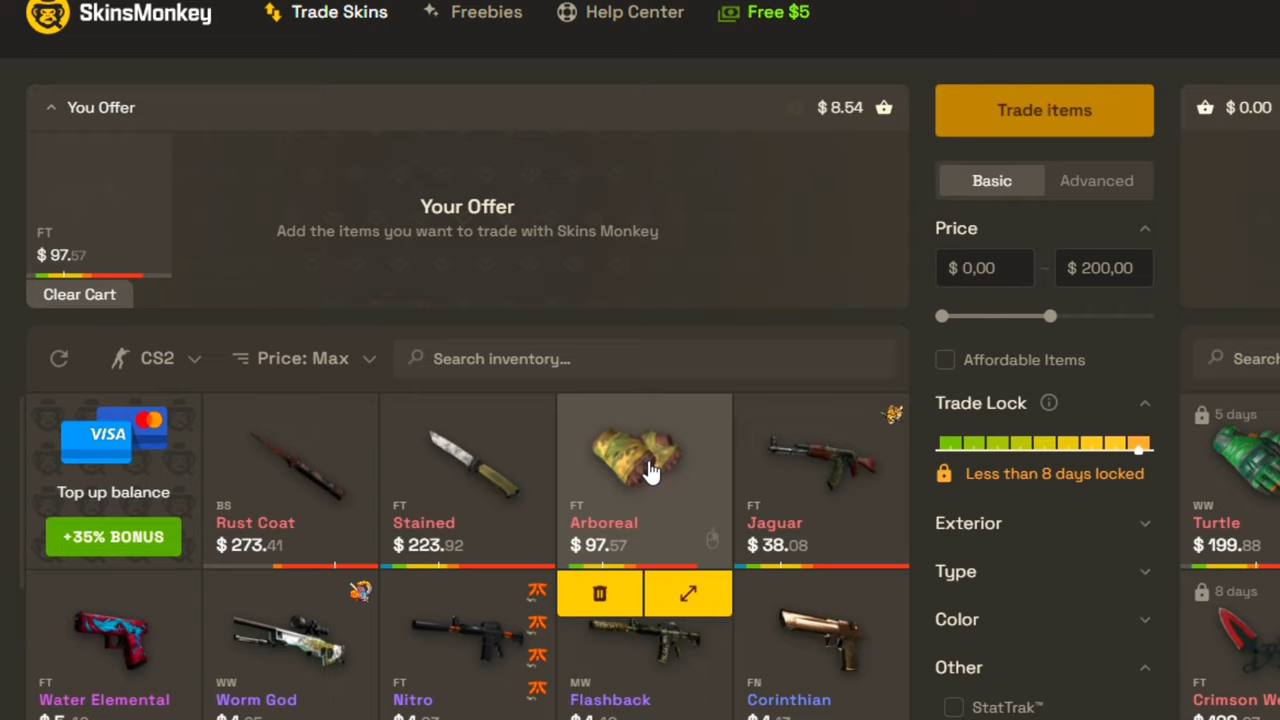 SkinsMonkey
Trade Skins
Freebies
Help Center
Free $5
You Offer
$ 8.54
Trade items
$ 0.00
Basic
Advanced
Your Offer
Add the items you want to trade with Skins Monkey
FT
$ 97.57
Clear Cart
Price
$ 0,00
$ 200,00
CS2
Price: Max
Search inventory...
Search
Affordable Items
Trade Lock
Less than 8 days locked
VISA
Top up balance
+35% BONUS
BS
Rust Coat
$ 273.41
FT
Stained
$ 223.92
FT
Arboreal
$ 97.57
FT
Jaguar
$ 38.08
5 days
WW
Turtle
$ 199.88
Exterior
Type
Color
Other
StatTrak™
FT
Water Elemental
WW
Worm God
FT
Nitro
MW
Flashback
FN
Corinthian
8 days
FT
Crimson